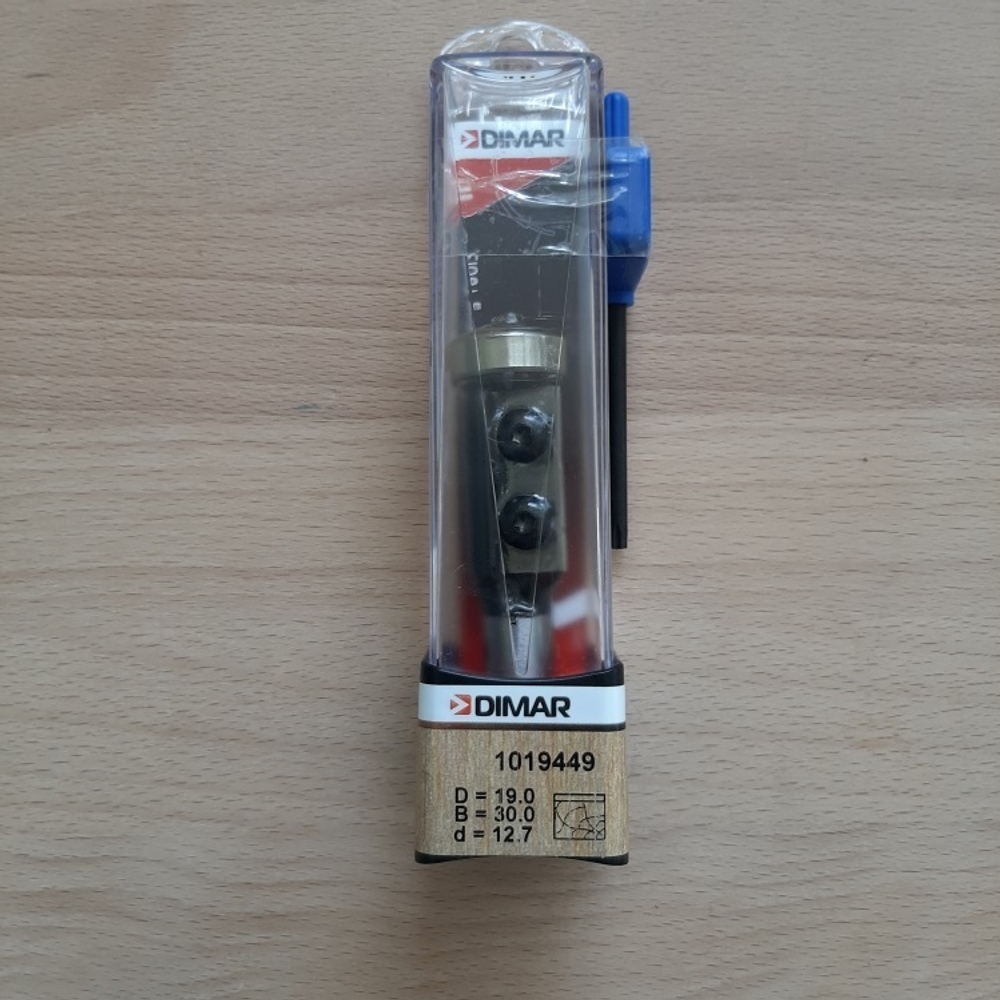 DIMAR
DIMAR
1019449
D = 19.0
B = 30.0
d = 12.7